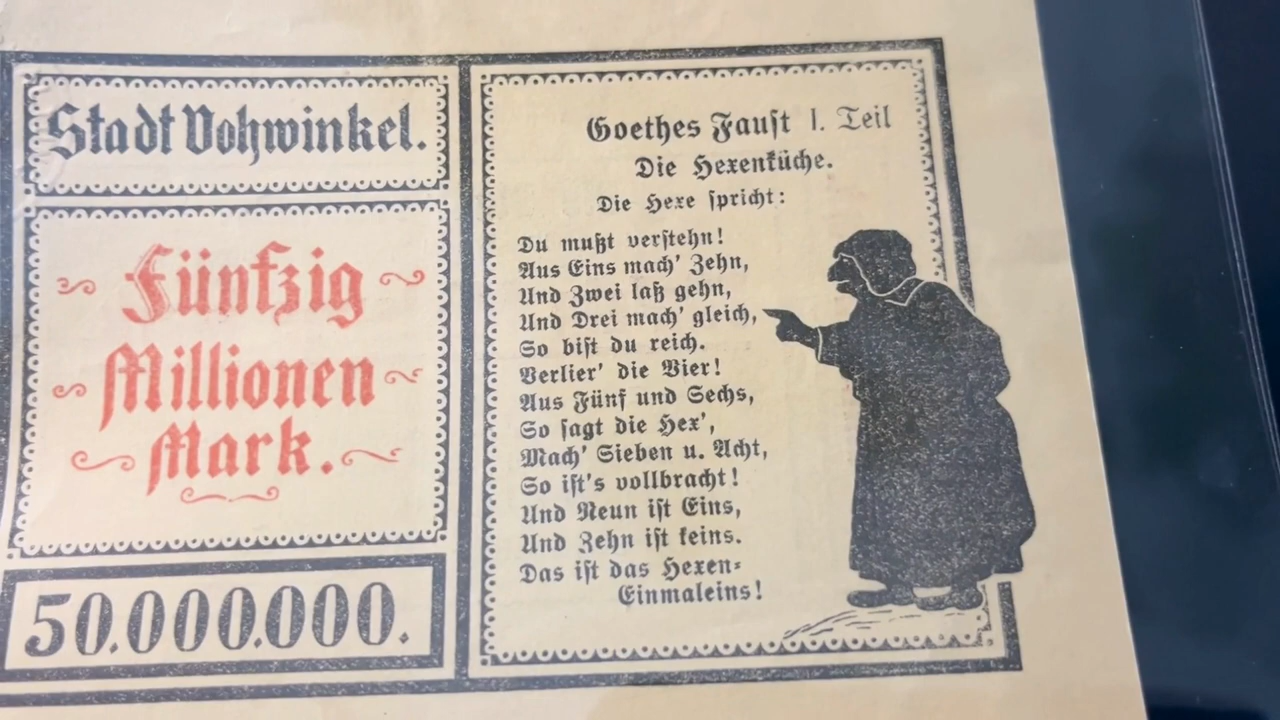 Stadt Vohwinkel.
Fünfzig
Millionen
Mark.
50.000.000.
Goethes Faust I. Teil
Die Hexenküche.
Die Hexe spricht:
Du mußt verstehn!
Aus Eins mach' Zehn,
Und Zwei laß gehn,
Und Drei mach' gleich,
So bist du reich.
Verlier' die Vier!
Aus Fünf und Sechs,
So sagt die Hex',
Mach' Sieben u. Acht,
So ist's vollbracht!
Und Neun ist Eins,
Und Zehn ist keins.
Das ist das Hexen-
Einmaleins!